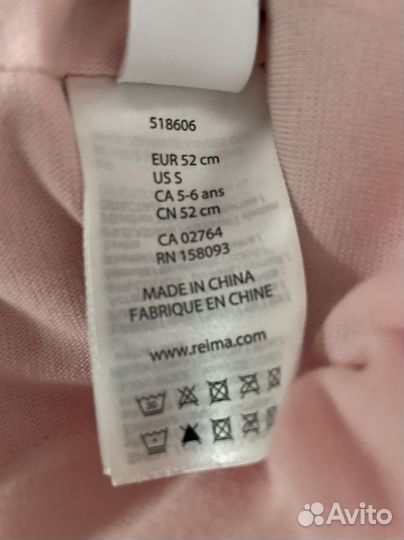 518606
EUR 52 cm
US S
CA 5-6 ans
CN 52 cm
CA 02764
RN 158093
MADE IN CHINA
FABRIQUE EN CHINE
www.reima.com
30
Avito